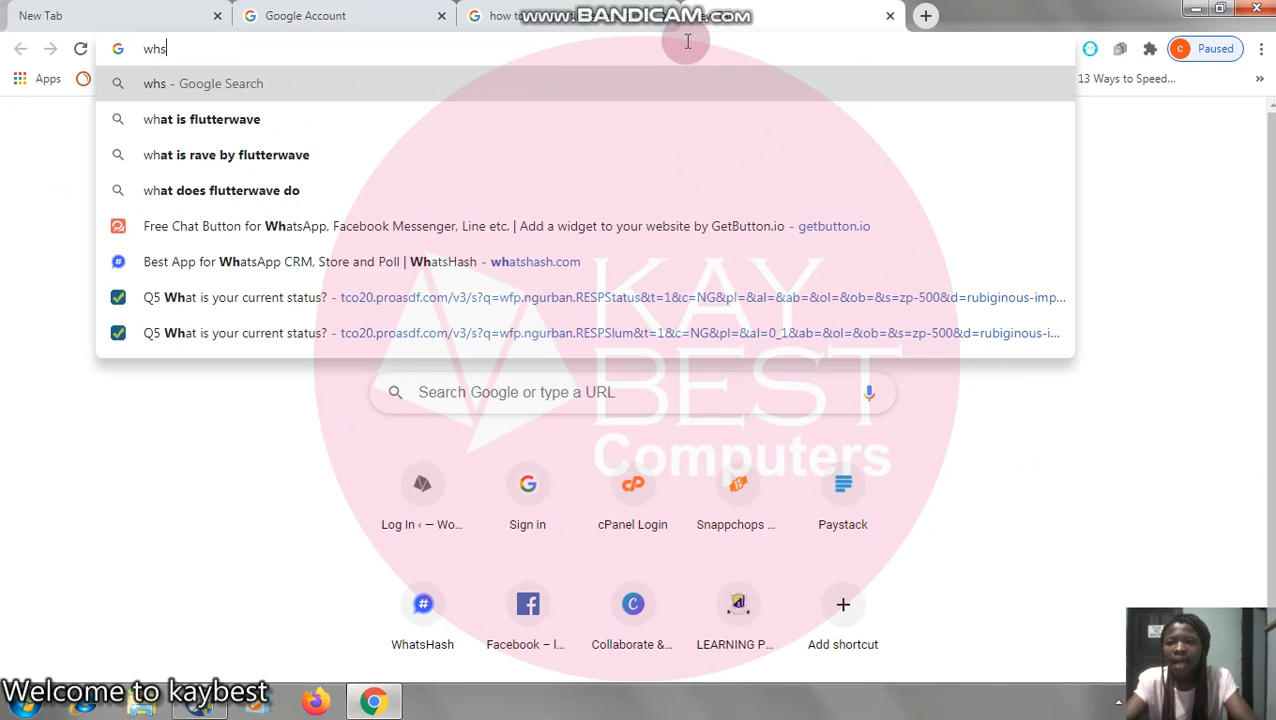 New Tab
Google Account
how to
www.BANDICAM.com
whs
Paused
whs - Google Search
Apps
13 Ways to Speed...
what is flutterwave
what is rave by flutterwave
what does flutterwave do
Free Chat Button for WhatsApp, Facebook Messenger, Line etc. | Add a widget to your website by GetButton.io - getbutton.io
Best App for WhatsApp CRM, Store and Poll | WhatsHash - whatshash.com
Q5 What is your current status? - tco20.proasdf.com/v3/s?q=wfp.ngurban.RESPStatus&t=1&c=NG&pl=&al=&ab=&ol=&ob=&s=zp-500&d=rubiginous-imp...
Q5 What is your current status? - tco20.proasdf.com/v3/s?q=wfp.ngurban.RESPSlum&t=1&c=NG&pl=&al=0_1&ab=&ol=&ob=&s=zp-500&d=rubiginous-i...
KAY
BEST
Computers
Search Google or type a URL
Log In ‹ — Wo...
Sign in
cPanel Login
Snappchops ...
Paystack
WhatsHash
Facebook – l...
Collaborate &...
LEARNING P...
Add shortcut
Welcome to kaybest